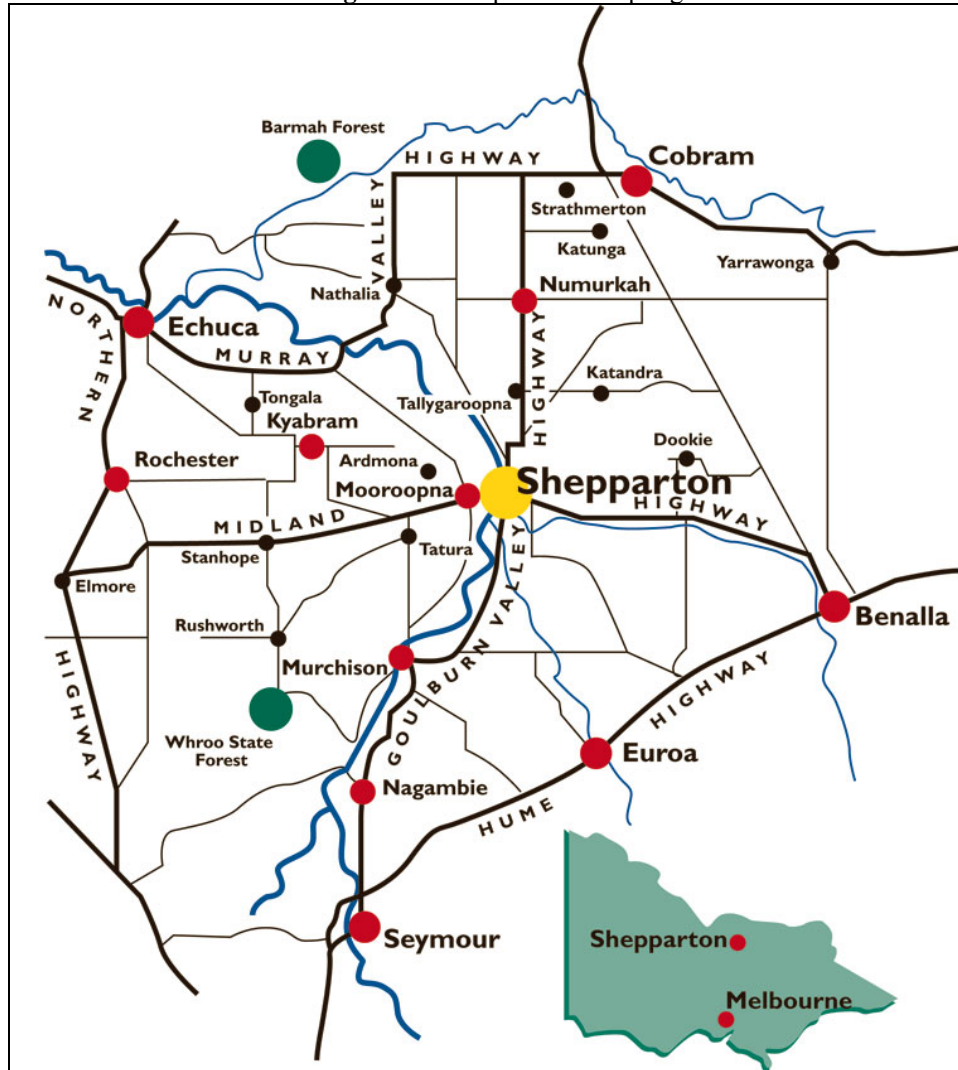 Barmah Forest
HIGHWAY
Cobram
VALLEY
Strathmerton
Katunga
Yarrawonga
Nathalia
Numurkah
NORTHERN
Echuca
MURRAY
HIGHWAY
Tongala
Tallygaroopna
Katandra
Kyabram
Dookie
Rochester
Ardmona
Shepparton
Mooroopna
HIGHWAY
MIDLAND
Stanhope
Tatura
Elmore
GOULBURN VALLEY
Benalla
Rushworth
Murchison
HIGHWAY
HIGHWAY
Whroo State
Forest
Euroa
Nagambie
HUME
Seymour
Shepparton
Melbourne